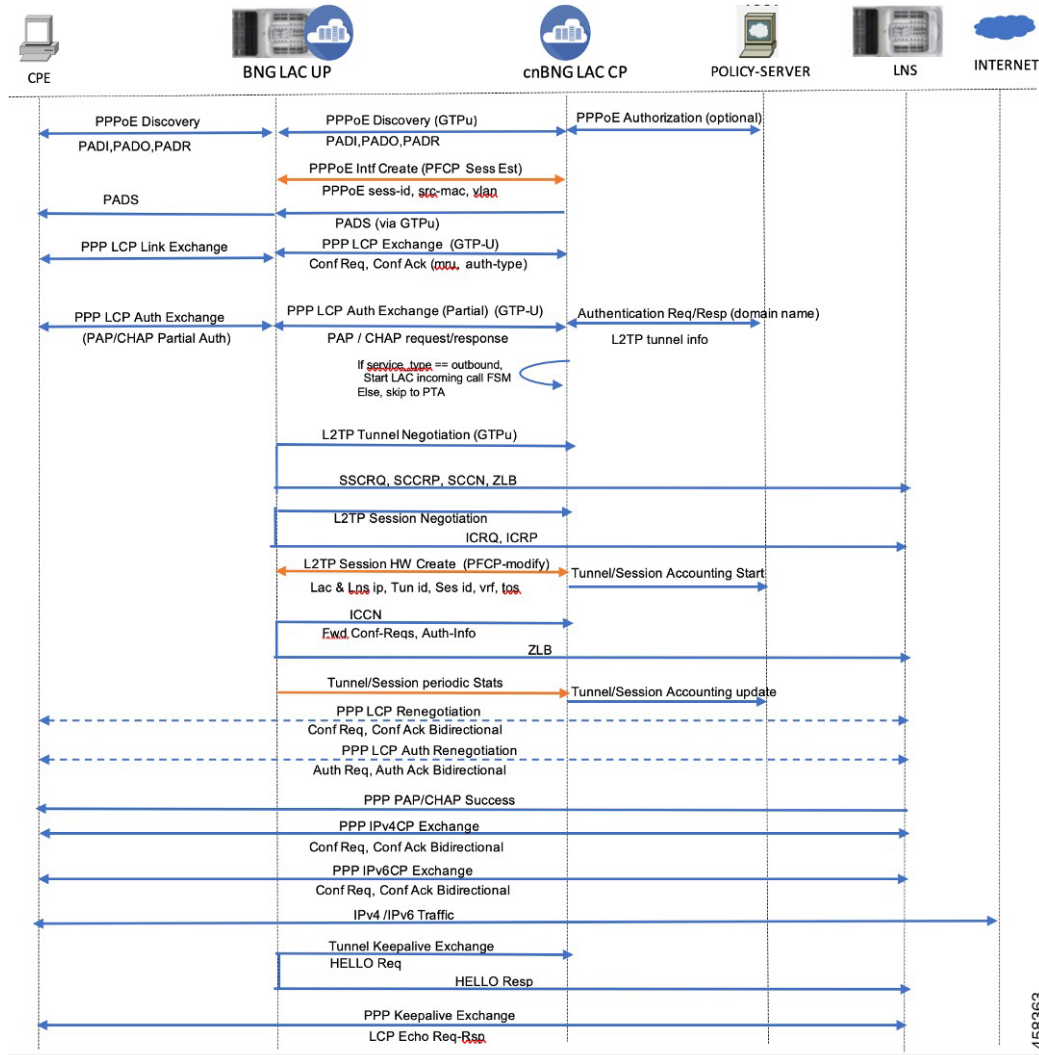 CPE
BNG LAC UP
cnBNG LAC CP
POLICY-SERVER
LNS
INTERNET
PPPoE Discovery
PPPoE Discovery (GTPu)
PPPoE Authorization (optional)
PADI,PADO,PADR
PADI,PADO,PADR
PPPoE Intf Create (PFCP Sess Est)
PPPoE sess-id, src-mac, vlan
PADS
PADS (via GTPu)
PPP LCP Link Exchange
PPP LCP Exchange (GTP-U)
Conf Req, Conf Ack (mru, auth-type)
PPP LCP Auth Exchange
PPP LCP Auth Exchange (Partial) (GTP-U)
Authentication Req/Resp (domain name)
(PAP/CHAP Partial Auth)
PAP / CHAP request/response
L2TP tunnel info
If service_type == outbound,
Start LAC incoming call FSM
Else, skip to PTA
L2TP Tunnel Negotiation (GTPu)
SSCRQ, SCCRP, SCCN, ZLB
L2TP Session Negotiation
ICRQ, ICRP
L2TP Session HW Create (PFCP-modify)
Tunnel/Session Accounting Start
Lac & Lns ip, Tun id, Ses id, vrf, tos
ICCN
Fwd Conf-Reqs, Auth-Info
ZLB
Tunnel/Session periodic Stats
Tunnel/Session Accounting update
PPP LCP Renegotiation
Conf Req, Conf Ack Bidirectional
PPP LCP Auth Renegotiation
Auth Req, Auth Ack Bidirectional
PPP PAP/CHAP Success
PPP IPv4CP Exchange
Conf Req, Conf Ack Bidirectional
PPP IPv6CP Exchange
Conf Req, Conf Ack Bidirectional
IPv4 /IPv6 Traffic
Tunnel Keepalive Exchange
HELLO Req
HELLO Resp
PPP Keepalive Exchange
LCP Echo Req-Rsp
458363